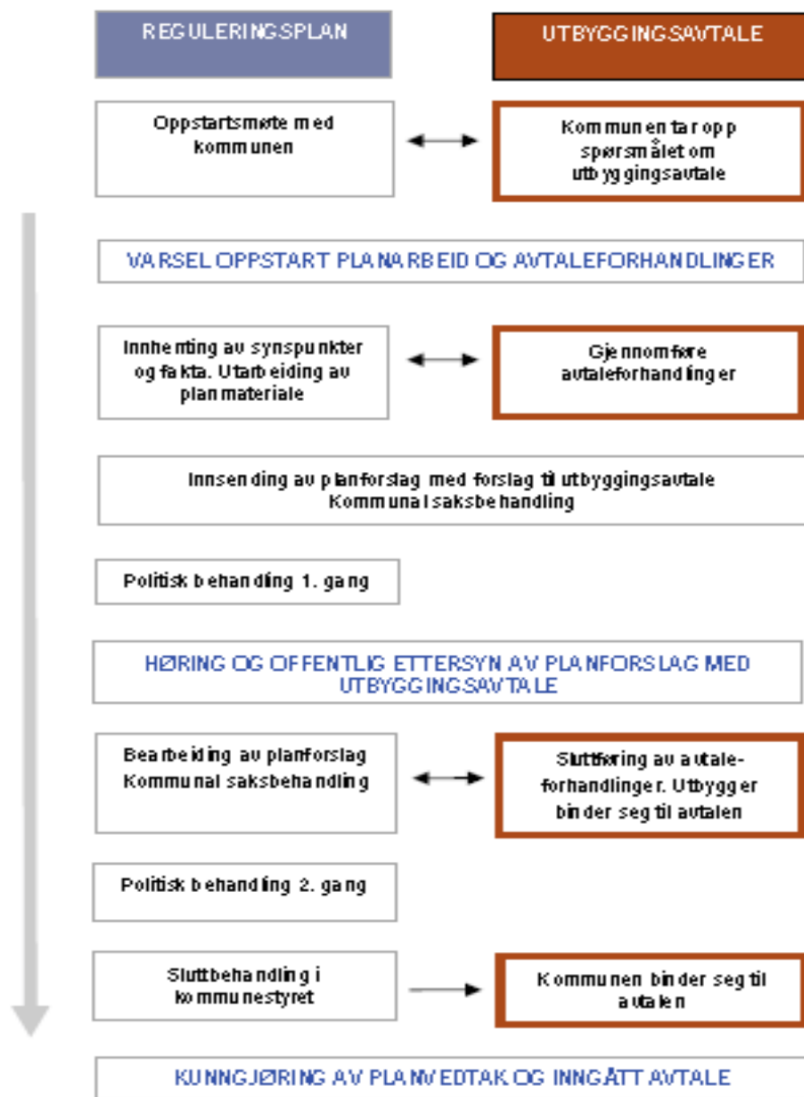 REGULERINGSPLAN
UTBYGGINGSAVTALE
Oppstartsmøte med
kommunen
Kommunen tar opp
spørsmålet om
utbyggingsavtale
VARSEL OPPSTART PLANARBEID OG AVTALEFORHANDLINGER
Innhenting av synspunkter
og fakta. Utarbeiding av
planmateriale
Gjennomføre
avtaleforhandlinger
Innsending av planforslag med forslag til utbyggingsavtale
Kommunal saksbehandling
Politisk behandling 1. gang
HØRING OG OFFENTLIG ETTERSYN AV PLANFORSLAG MED
UTBYGGINGSAVTALE
Bearbeiding av planforslag
Kommunal saksbehandling
Sluttføring av avtale-
forhandlinger. Utbygger
binder seg til avtalen
Politisk behandling 2. gang
Sluttbehandling i
kommunestyret
Kommunen binder seg til
avtalen
KUNNGJØRING AV PLANVEDTAK OG INNGÅTT AVTALE